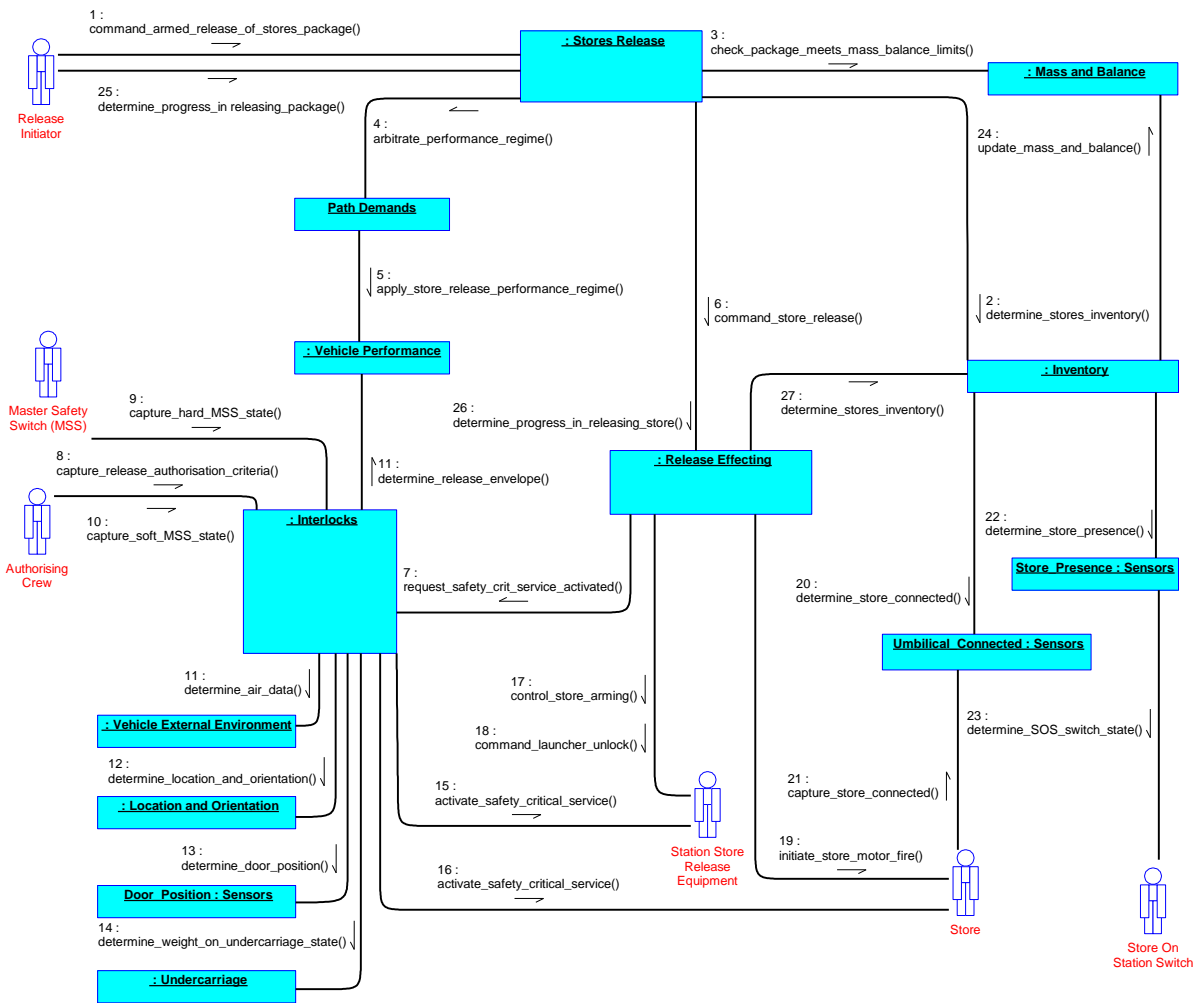 1 :
command_armed_release_of_stores_package()
: Stores Release
3 :
check_package_meets_mass_balance_limits()
: Mass and Balance
25 :
determine_progress_in releasing_package()
Release
Initiator
4 :
arbitrate_performance_regime()
24 :
update_mass_and_balance()
Path Demands
5 :
apply_store_release_performance_regime()
6 :
command_store_release()
2 :
determine_stores_inventory()
: Vehicle Performance
: Inventory
Master Safety
Switch (MSS)
9 :
capture_hard_MSS_state()
26 :
determine_progress_in_releasing_store()
27 :
determine_stores_inventory()
8 :
capture_release_authorisation_criteria()
11 :
determine_release_envelope()
: Release Effecting
10 :
capture_soft_MSS_state()
Authorising
Crew
: Interlocks
22 :
determine_store_presence()
Store_Presence : Sensors
7 :
request_safety_crit_service_activated()
20 :
determine_store_connected()
Umbilical_Connected : Sensors
11 :
determine_air_data()
: Vehicle External Environment
17 :
control_store_arming()
18 :
command_launcher_unlock()
23 :
determine_SOS_switch_state()
12 :
determine_location_and_orientation()
: Location and Orientation
15 :
activate_safety_critical_service()
21 :
capture_store_connected()
Station Store
Release
Equipment
13 :
determine_door_position()
Door_Position : Sensors
16 :
activate_safety_critical_service()
19 :
initiate_store_motor_fire()
Store
14 :
determine_weight_on_undercarriage_state()
: Undercarriage
Store On
Station Switch